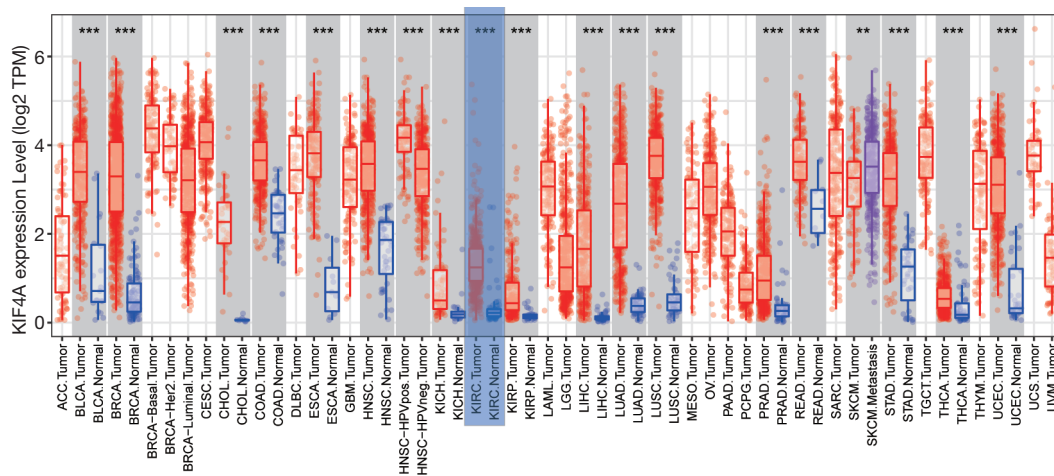 *** *** *** *** *** *** *** *** *** *** *** *** *** *** *** ** *** *** ***
KIF4A expression Level (log2 TPM)
6
4
2
0
ACC.Tumor
BLCA.Tumor
BLCA.Normal
BRCA.Tumor
BRCA.Normal
BRCA-Basal.Tumor
BRCA-Her2.Tumor
BRCA-Luminal.Tumor
CESC.Tumor
CHOL.Tumor
CHOL.Normal
COAD.Tumor
COAD.Normal
DLBC.Tumor
ESCA.Tumor
ESCA.Normal
GBM.Tumor
HNSC.Tumor
HNSC.Normal
HNSC-HPVpos.Tumor
HNSC-HPVneg.Tumor
KICH.Tumor
KICH.Normal
KIRC.Tumor
KIRC.Normal
KIRP.Tumor
KIRP.Normal
LAML.Tumor
LGG.Tumor
LIHC.Tumor
LIHC.Normal
LUAD.Tumor
LUAD.Normal
LUSC.Tumor
LUSC.Normal
MESO.Tumor
OV.Tumor
PAAD.Tumor
PCPG.Tumor
PRAD.Tumor
PRAD.Normal
READ.Tumor
READ.Normal
SARC.Tumor
SKCM.Tumor
SKCM.Metastasis
STAD.Tumor
STAD.Normal
TGCT.Tumor
THCA.Tumor
THCA.Normal
THYM.Tumor
UCEC.Tumor
UCEC.Normal
UCS.Tumor
UVM.Tumor